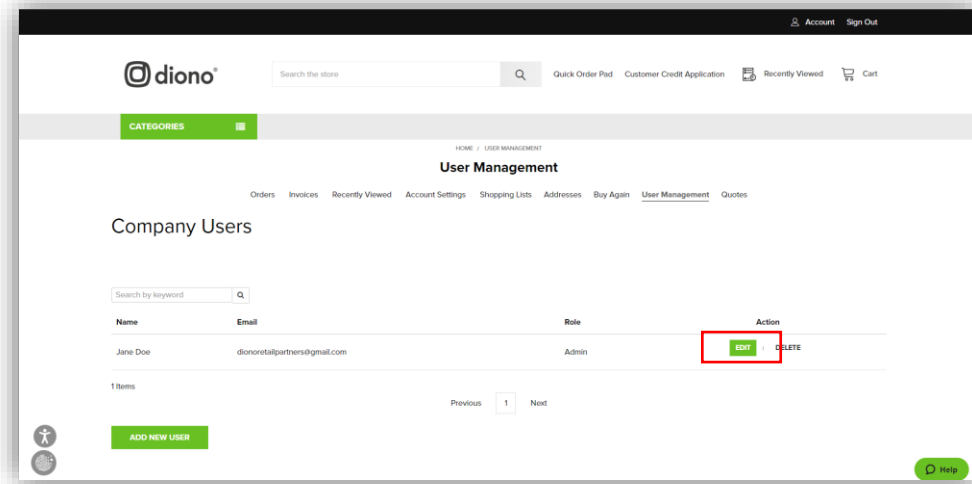 Account Sign Out
diono®
Search the store
Quick Order Pad Customer Credit Application Recently Viewed Cart
CATEGORIES
HOME / USER MANAGEMENT
User Management
Orders Invoices Recently Viewed Account Settings Shopping Lists Addresses Buy Again User Management Quotes
Company Users
Search by keyword
Name Email Role Action
Jane Doe dionoretailpartners@gmail.com Admin EDIT | DELETE
1 Items
Previous 1 Next
ADD NEW USER
Help